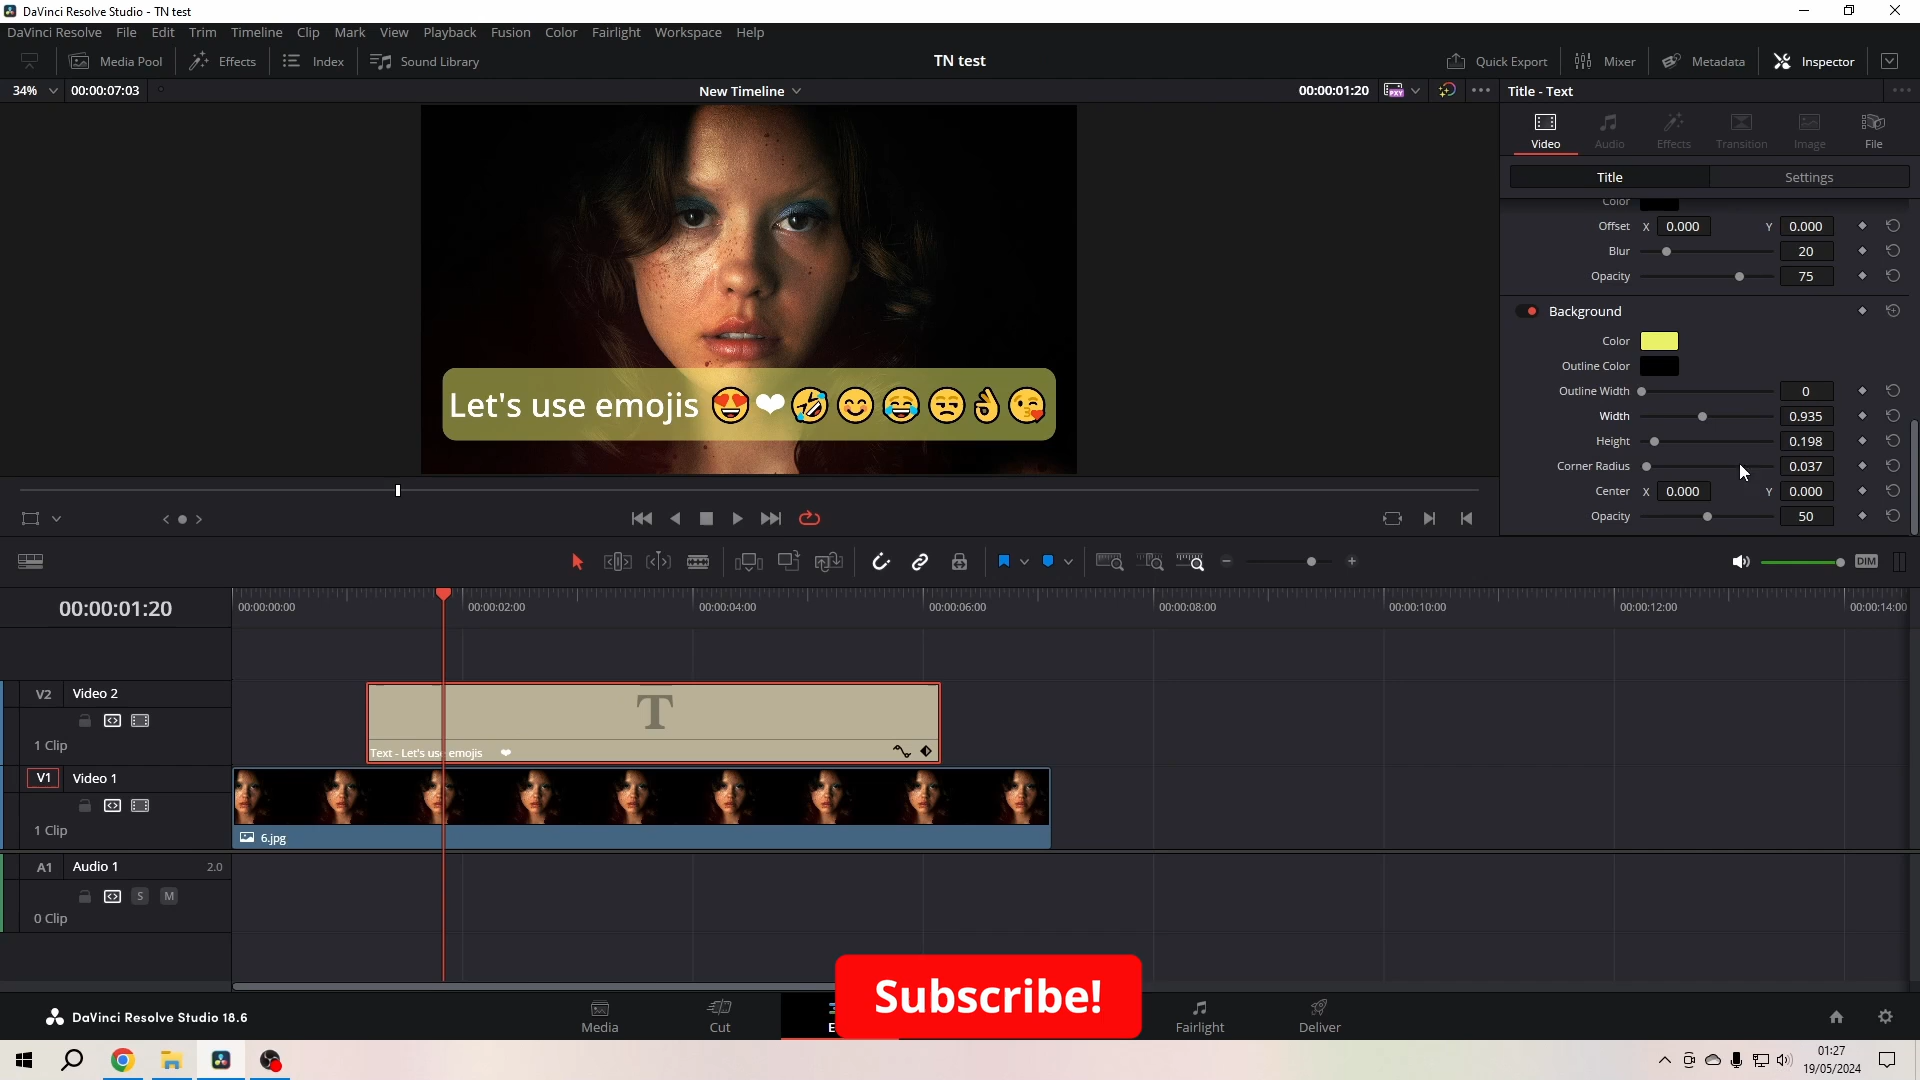 DaVinci Resolve Studio - TN test
DaVinci Resolve File Edit Trim Timeline Clip Mark View Playback Fusion Color Fairlight Workspace Help
Media Pool Effects Index Sound Library TN test Quick Export Mixer Metadata Inspector
34% 00:00:07:03 New Timeline 00:00:01:20 PXY Title - Text
Video Audio Effects Transition Image File
Title Settings
Color
Offset X 0.000 Y 0.000
Blur 20
Opacity 75
Background
Color
Outline Color
Outline Width 0
Width 0.935
Height 0.198
Corner Radius 0.037
Center X 0.000 Y 0.000
Opacity 50
Let's use emojis 😍❤🤣😊😂😒👌😘
DIM
00:00:01:20 00:00:00:00 00:00:02:00 00:00:04:00 00:00:06:00 00:00:08:00 00:00:10:00 00:00:12:00 00:00:14:00
V2 Video 2
1 Clip
T
Text - Let's use emojis ❤
V1 Video 1
1 Clip
6.jpg
A1 Audio 1 2.0
S M
0 Clip
Subscribe!
DaVinci Resolve Studio 18.6 Media Cut E Fairlight Deliver
01:27
19/05/2024